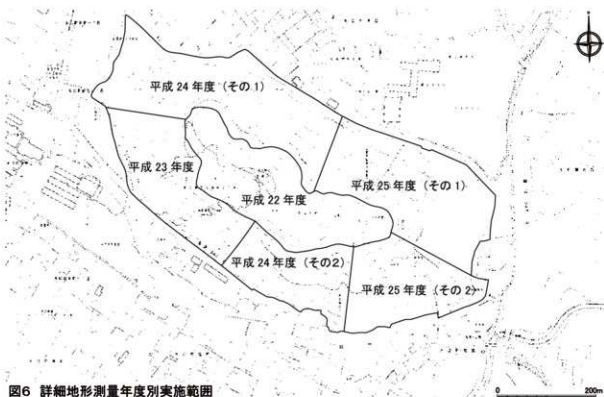 平成 24 年度（その 1）
平成 23 年度
平成 22 年度
平成 25 年度（その 1）
平成 24 年度（その2）
平成 25 年度（その 2）
図6 詳細地形測量年度別実施範囲
0 200m